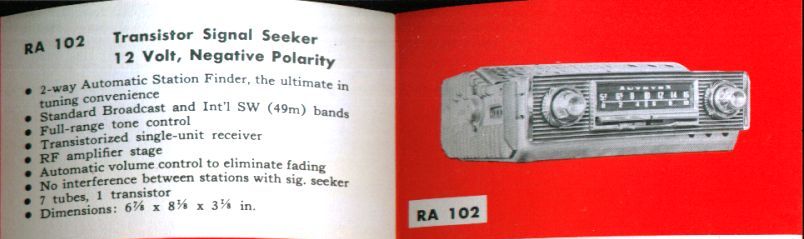 RA 102 Transistor Signal Seeker
12 Volt, Negative Polarity
• 2-way Automatic Station Finder, the ultimate in
tuning convenience
• Standard Broadcast and Int'l SW (49m) bands
• Full-range tone control
• Transistorized single-unit receiver
• RF amplifier stage
• Automatic volume control to eliminate fading
• No interference between stations with sig. seeker
• 7 tubes, 1 transistor
• Dimensions: 6⅞ x 8⅛ x 3⅛ in.
RA 102